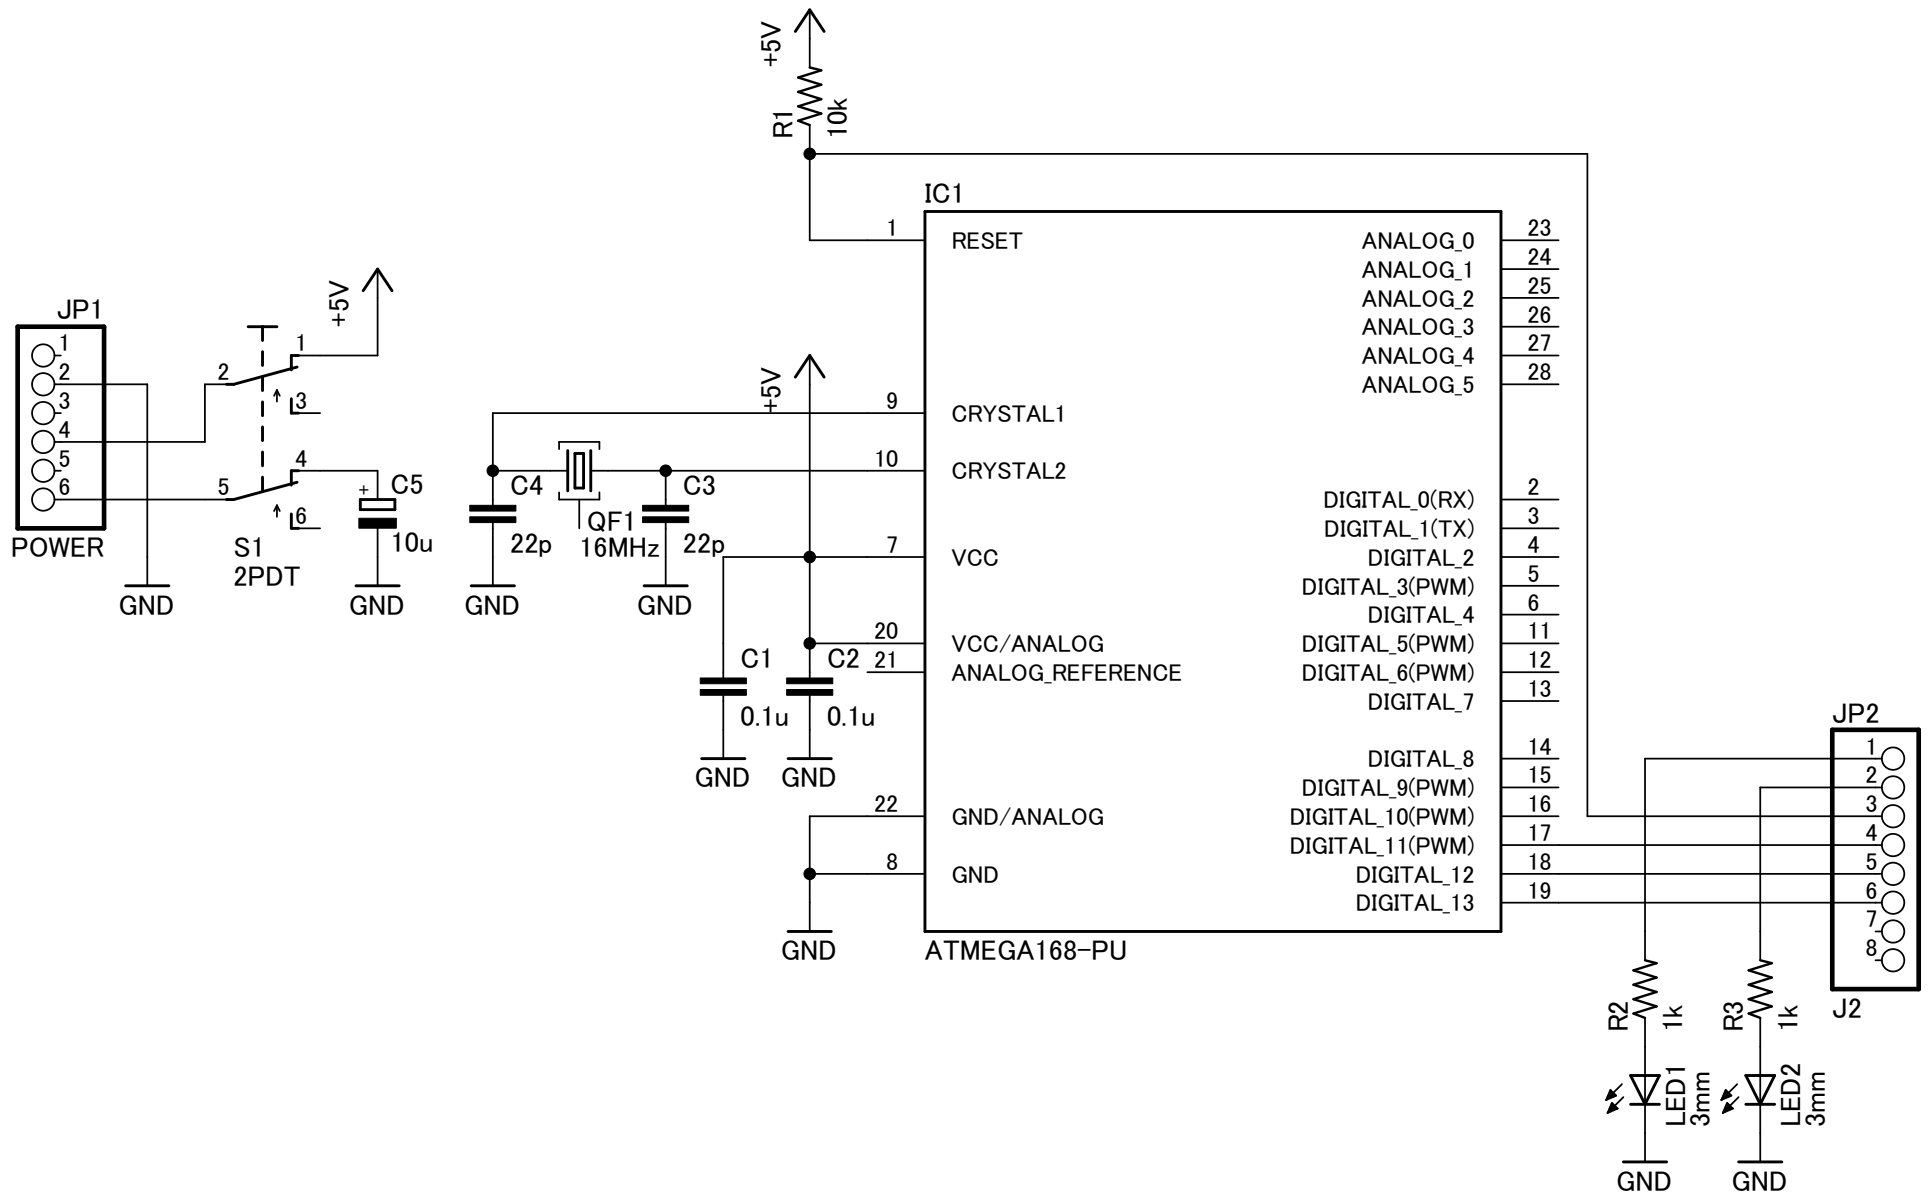 +5V
R1
10k
IC1
1
RESET
ANALOG_0
23
ANALOG_1
24
ANALOG_2
25
ANALOG_3
26
ANALOG_4
27
ANALOG_5
28
JP1
1
2
3
4
5
6
POWER
GND
+5V
1
2
3
4
5
6
S1
2PDT
+
C5
10u
GND
+5V
9
CRYSTAL1
10
CRYSTAL2
C4
22p
GND
QF1
16MHz
C3
22p
GND
7
VCC
20
VCC/ANALOG
21
ANALOG_REFERENCE
C1
0.1u
GND
C2
0.1u
GND
22
GND/ANALOG
8
GND
GND
DIGITAL_0(RX)
2
DIGITAL_1(TX)
3
DIGITAL_2
4
DIGITAL_3(PWM)
5
DIGITAL_4
6
DIGITAL_5(PWM)
11
DIGITAL_6(PWM)
12
DIGITAL_7
13
DIGITAL_8
14
DIGITAL_9(PWM)
15
DIGITAL_10(PWM)
16
DIGITAL_11(PWM)
17
DIGITAL_12
18
DIGITAL_13
19
ATMEGA168-PU
JP2
1
2
3
4
5
6
7
8
J2
R2
1k
LED1
3mm
GND
R3
1k
LED2
3mm
GND